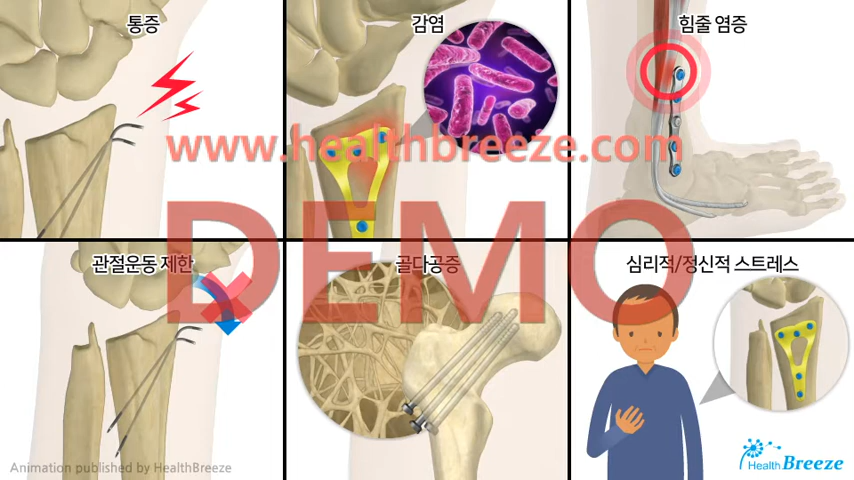 통증
감염
힘줄 염증
www.healthbreeze.com
DEMO
관절운동 제한
골다공증
심리적/정신적 스트레스
Animation published by HealthBreeze
Health Breeze